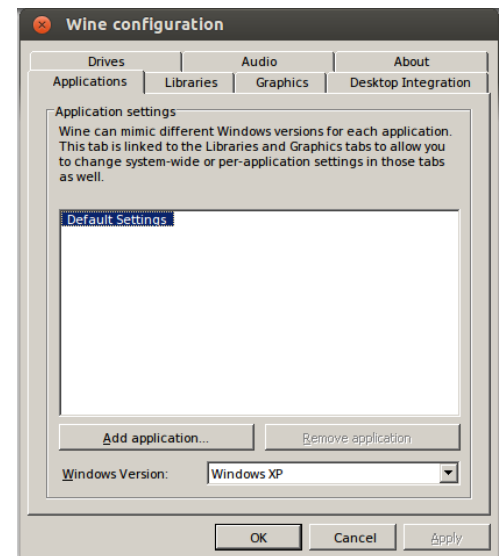 Wine configuration
Drives Audio About
Applications Libraries Graphics Desktop Integration
Application settings
Wine can mimic different Windows versions for each application.
This tab is linked to the Libraries and Graphics tabs to allow you
to change system-wide or per-application settings in those tabs
as well.
Default Settings
Add application... Remove application
Windows Version: Windows XP
OK Cancel Apply